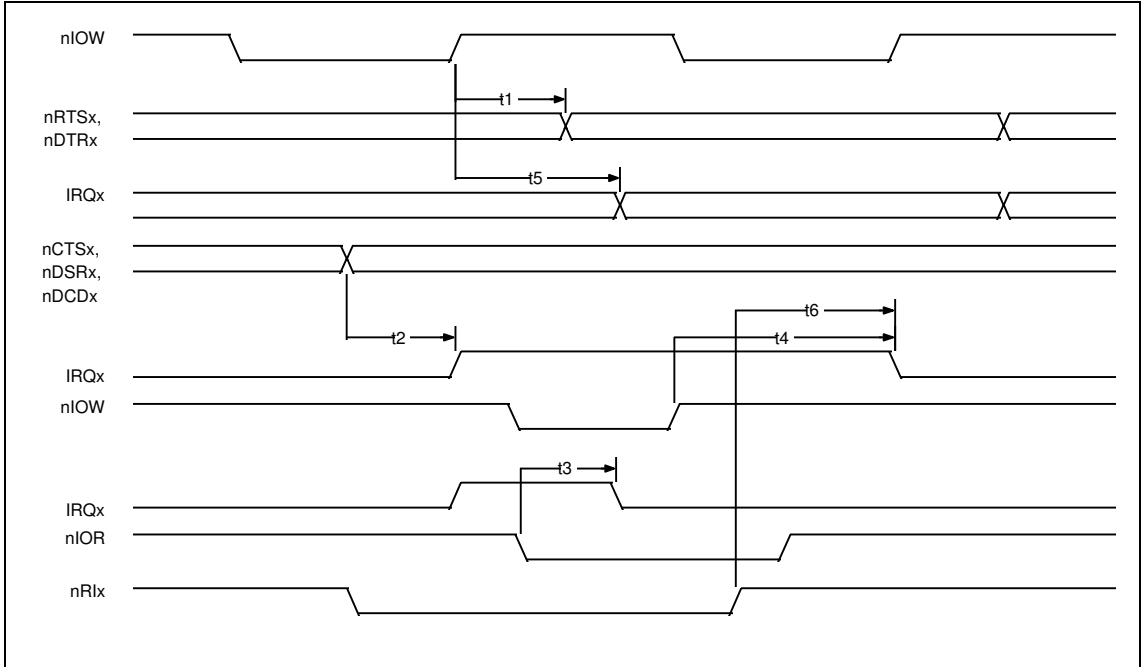 nIOW
t1
nRTSx,
nDTRx
t5
IRQx
nCTSx,
nDSRx,
nDCDx
t6
t2
t4
IRQx
nIOW
t3
IRQx
nIOR
nRIx